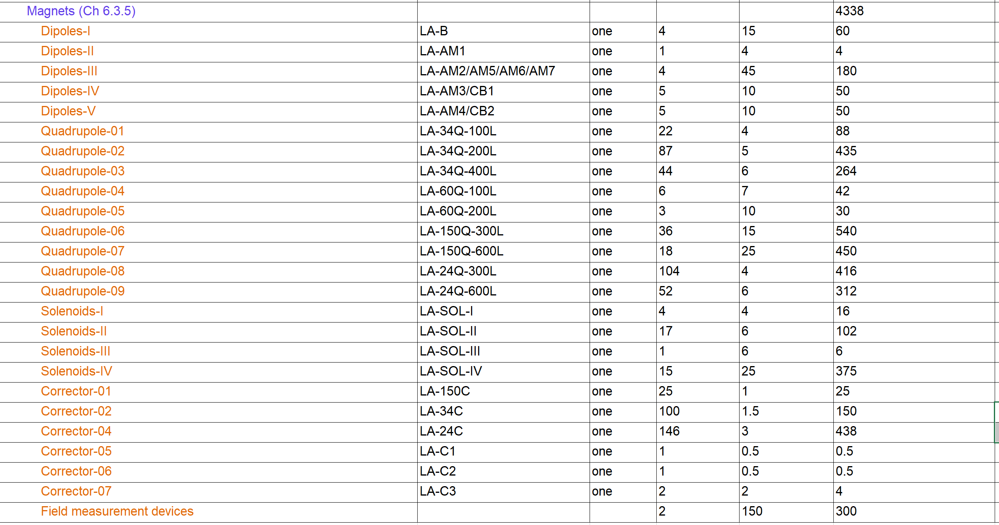 Magnets (Ch 6.3.5) 4338
Dipoles-I LA-B one 4 15 60
Dipoles-II LA-AM1 one 1 4 4
Dipoles-III LA-AM2/AM5/AM6/AM7 one 4 45 180
Dipoles-IV LA-AM3/CB1 one 5 10 50
Dipoles-V LA-AM4/CB2 one 5 10 50
Quadrupole-01 LA-34Q-100L one 22 4 88
Quadrupole-02 LA-34Q-200L one 87 5 435
Quadrupole-03 LA-34Q-400L one 44 6 264
Quadrupole-04 LA-60Q-100L one 6 7 42
Quadrupole-05 LA-60Q-200L one 3 10 30
Quadrupole-06 LA-150Q-300L one 36 15 540
Quadrupole-07 LA-150Q-600L one 18 25 450
Quadrupole-08 LA-24Q-300L one 104 4 416
Quadrupole-09 LA-24Q-600L one 52 6 312
Solenoids-I LA-SOL-I one 4 4 16
Solenoids-II LA-SOL-II one 17 6 102
Solenoids-III LA-SOL-III one 1 6 6
Solenoids-IV LA-SOL-IV one 15 25 375
Corrector-01 LA-150C one 25 1 25
Corrector-02 LA-34C one 100 1.5 150
Corrector-04 LA-24C one 146 3 438
Corrector-05 LA-C1 one 1 0.5 0.5
Corrector-06 LA-C2 one 1 0.5 0.5
Corrector-07 LA-C3 one 2 2 4
Field measurement devices 2 150 300